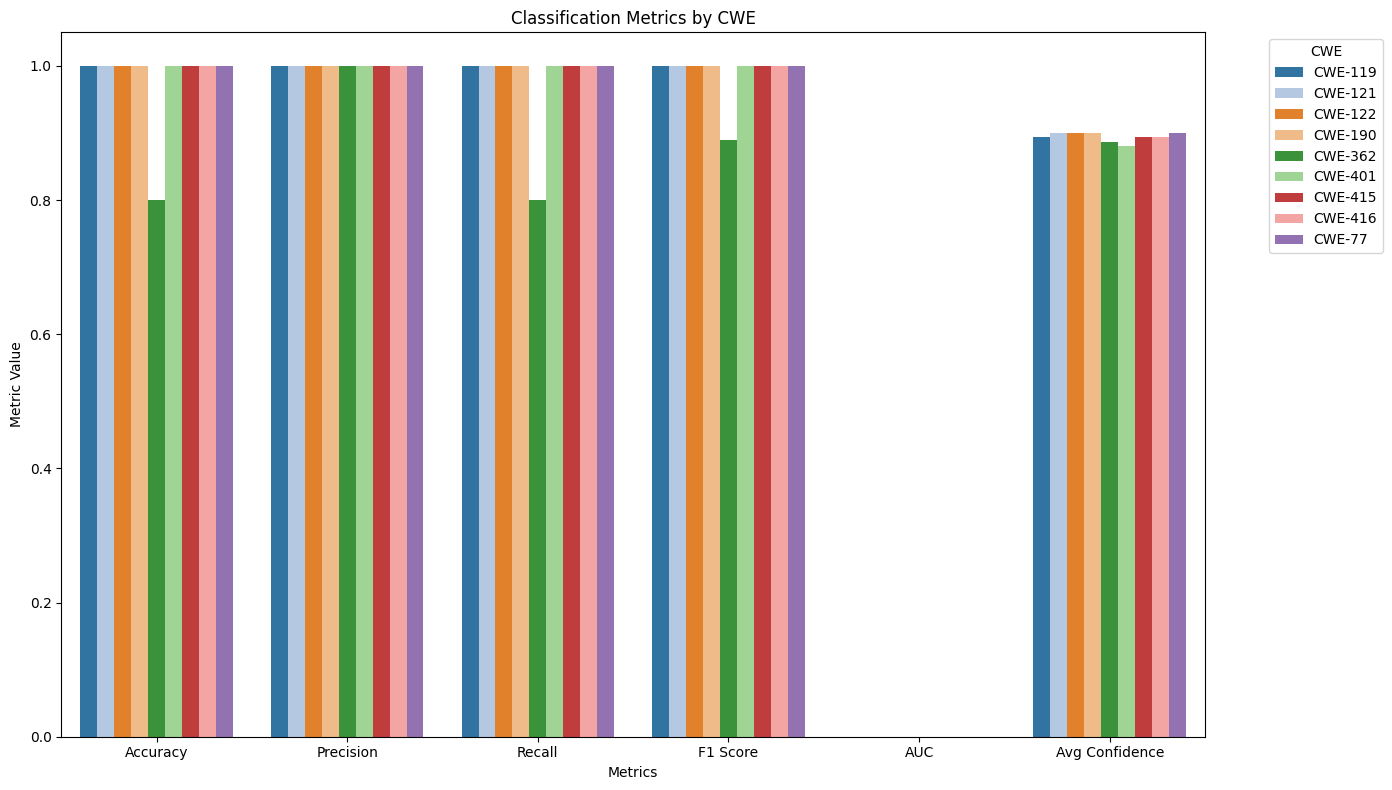 Classification Metrics by CWE
Metric Value
1.0
0.8
0.6
0.4
0.2
0.0
Accuracy
Precision
Recall
F1 Score
AUC
Avg Confidence
Metrics
CWE
CWE-119
CWE-121
CWE-122
CWE-190
CWE-362
CWE-401
CWE-415
CWE-416
CWE-77